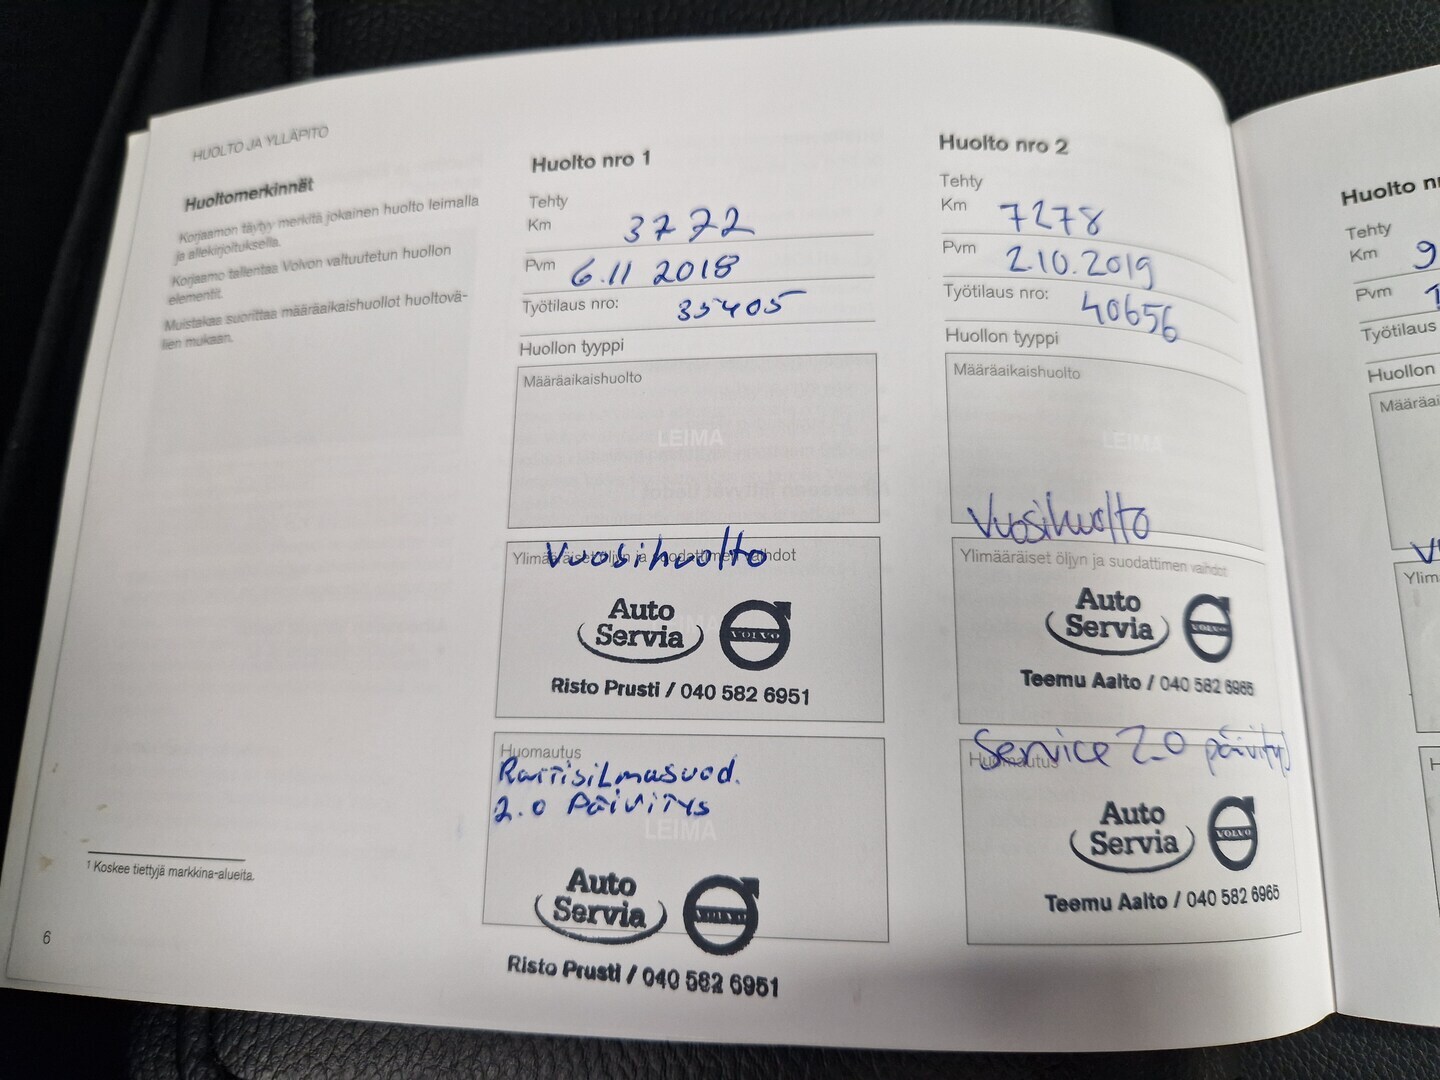 HUOLTO JA YLLÄPITO
Huoltomerkinnät
Korjaamon täytyy merkitä jokainen huolto leimalla
ja allekirjoituksella.
Korjaamo tallentaa Volvon valtuutetun huollon
elementit.
Muistakaa suorittaa määräaikaishuollot huoltovä-
lien mukaan.
1 Koskee tiettyjä markkina-alueita.
6
Huolto nro 1
Tehty
Km 3772
Pvm 6.11 2018
Työtilaus nro: 35405
Huollon tyyppi
Määräaikaishuolto
LEIMA
Vuosihuolto
Ylimääräiset öljyn ja suodattimen vaihdot
Auto
Servia
VOLVO
Risto Prusti / 040 582 6951
Huomautus
Raitisilmasuod.
2.0 Päivitys
LEIMA
Auto
Servia
VOLVO
Risto Prusti / 040 582 6951
Huolto nro 2
Tehty
Km 7278
Pvm 2.10.2019
Työtilaus nro: 40656
Huollon tyyppi
Määräaikaishuolto
LEIMA
Vuosihuolto
Ylimääräiset öljyn ja suodattimen vaihdot
Auto
Servia
VOLVO
Teemu Aalto / 040 582 6965
Service 2.0 päivitys
Huomautus
Auto
Servia
VOLVO
Teemu Aalto / 040 582 6965
Huolto
Tehty
Km 9
Pvm 1
Työtilaus
Huollon